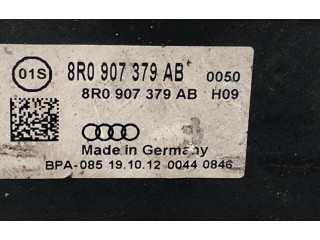 01S 8R0 907 379 AB 0050
8R0 907 379 AB H09
Made in Germany
BPA-085 19.10.12 0044 0846